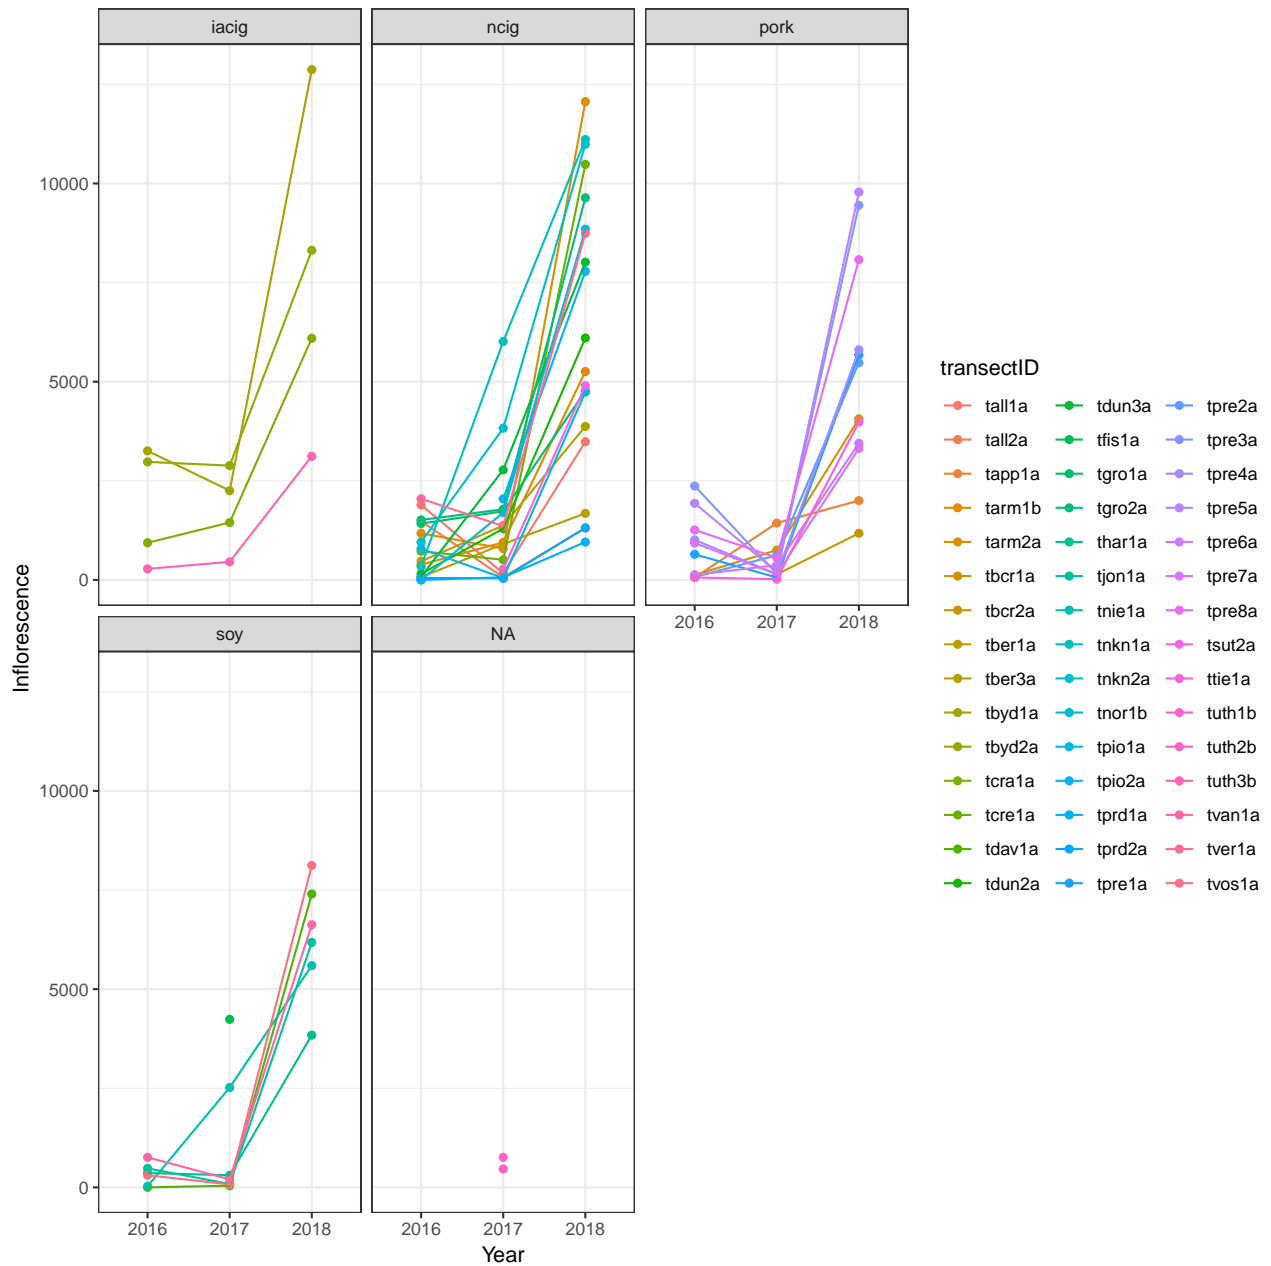 iacig ncig pork
10000
5000
0
2016 2017 2018
soy NA
10000
5000
0
2016 2017 2018 2016 2017 2018
Inflorescence
Year
transectID
tall1a tdun3a tpre2a
tall2a tfis1a tpre3a
tapp1a tgro1a tpre4a
tarm1b tgro2a tpre5a
tarm2a thar1a tpre6a
tbcr1a tjon1a tpre7a
tbcr2a tnie1a tpre8a
tber1a tnkn1a tsut2a
tber3a tnkn2a ttie1a
tbyd1a tnor1b tuth1b
tbyd2a tpio1a tuth2b
tcra1a tpio2a tuth3b
tcre1a tprd1a tvan1a
tdav1a tprd2a tver1a
tdun2a tpre1a tvos1a